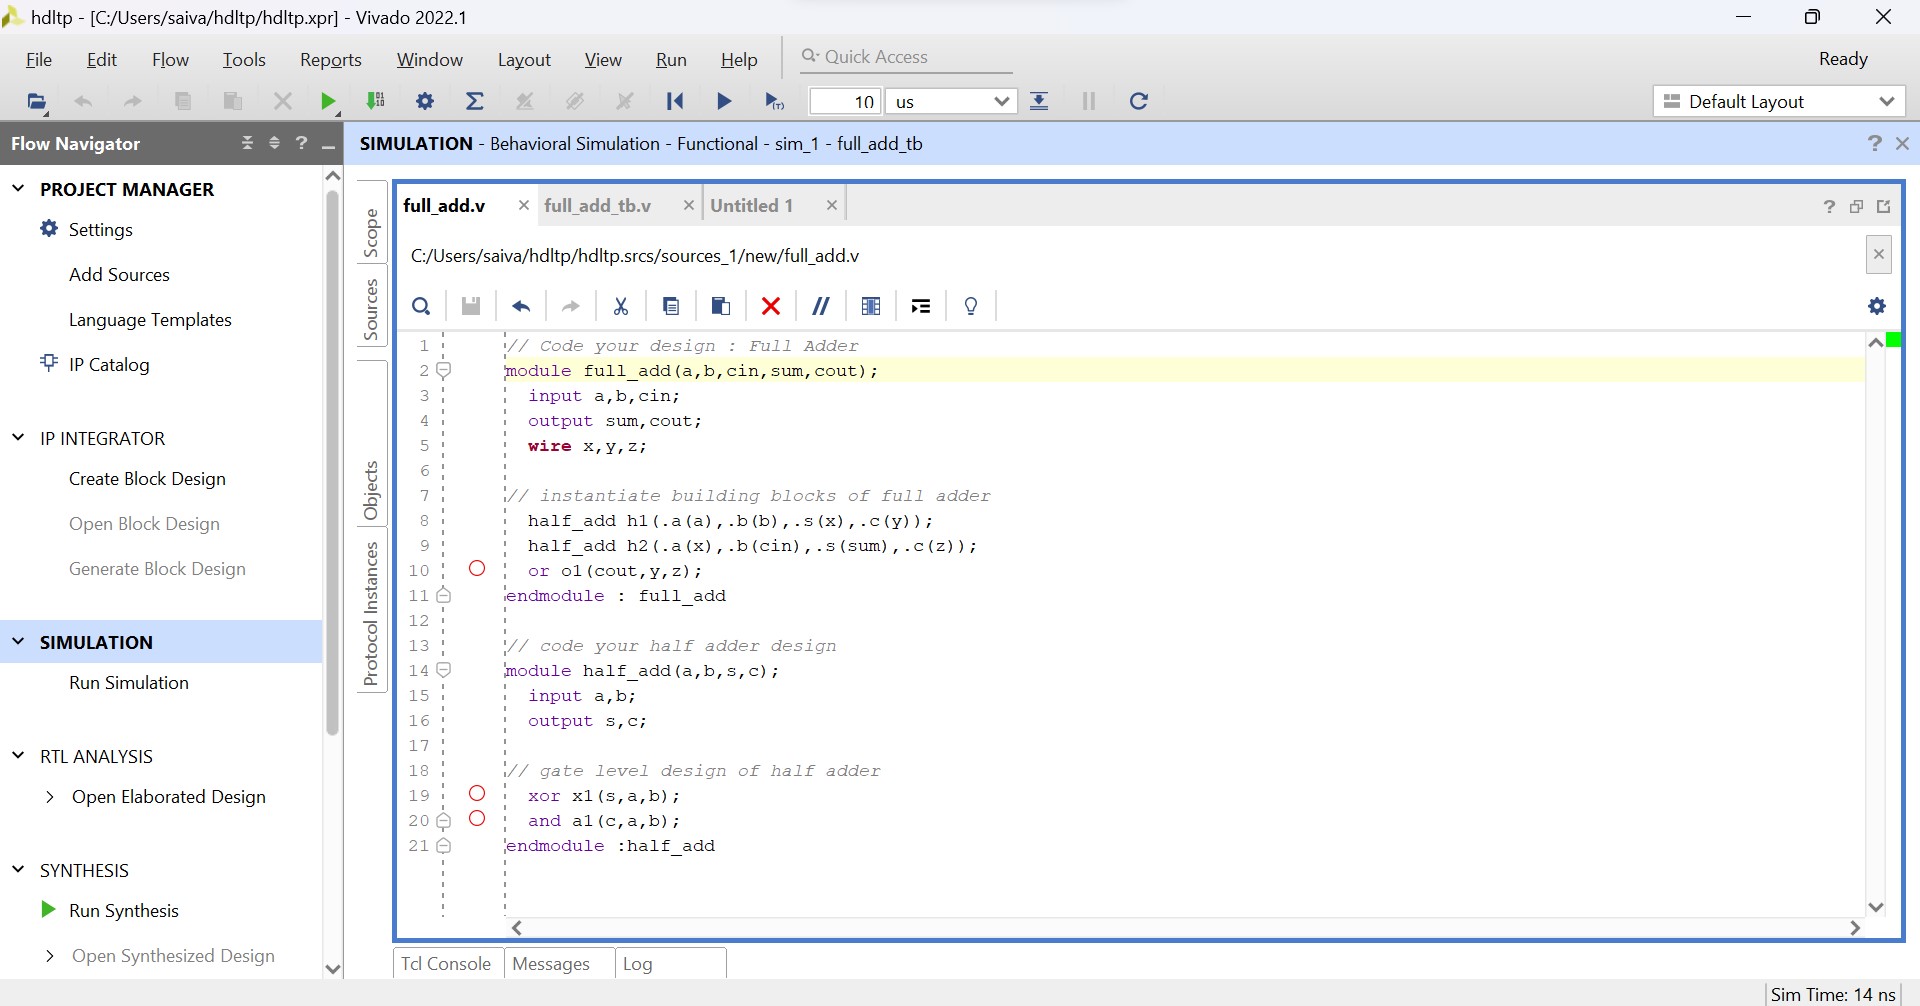 hdltp - [C:/Users/saiva/hdltp/hdltp.xpr] - Vivado 2022.1
File Edit Flow Tools Reports Window Layout View Run Help Quick Access Ready
10 us Default Layout
Flow Navigator
SIMULATION - Behavioral Simulation - Functional - sim_1 - full_add_tb
PROJECT MANAGER
Settings
Add Sources
Language Templates
IP Catalog
IP INTEGRATOR
Create Block Design
Open Block Design
Generate Block Design
SIMULATION
Run Simulation
RTL ANALYSIS
Open Elaborated Design
SYNTHESIS
Run Synthesis
Open Synthesized Design
Scope
Sources
Objects
Protocol Instances
full_add.v full_add_tb.v Untitled 1
C:/Users/saiva/hdltp/hdltp.srcs/sources_1/new/full_add.v
1 // Code your design : Full Adder
2 module full_add(a,b,cin,sum,cout);
3 input a,b,cin;
4 output sum,cout;
5 wire x,y,z;
6
7 // instantiate building blocks of full adder
8 half_add h1(.a(a),.b(b),.s(x),.c(y));
9 half_add h2(.a(x),.b(cin),.s(sum),.c(z));
10 or o1(cout,y,z);
11 endmodule : full_add
12
13 // code your half adder design
14 module half_add(a,b,s,c);
15 input a,b;
16 output s,c;
17
18 // gate level design of half adder
19 xor x1(s,a,b);
20 and a1(c,a,b);
21 endmodule :half_add
Tcl Console Messages Log
Sim Time: 14 ns